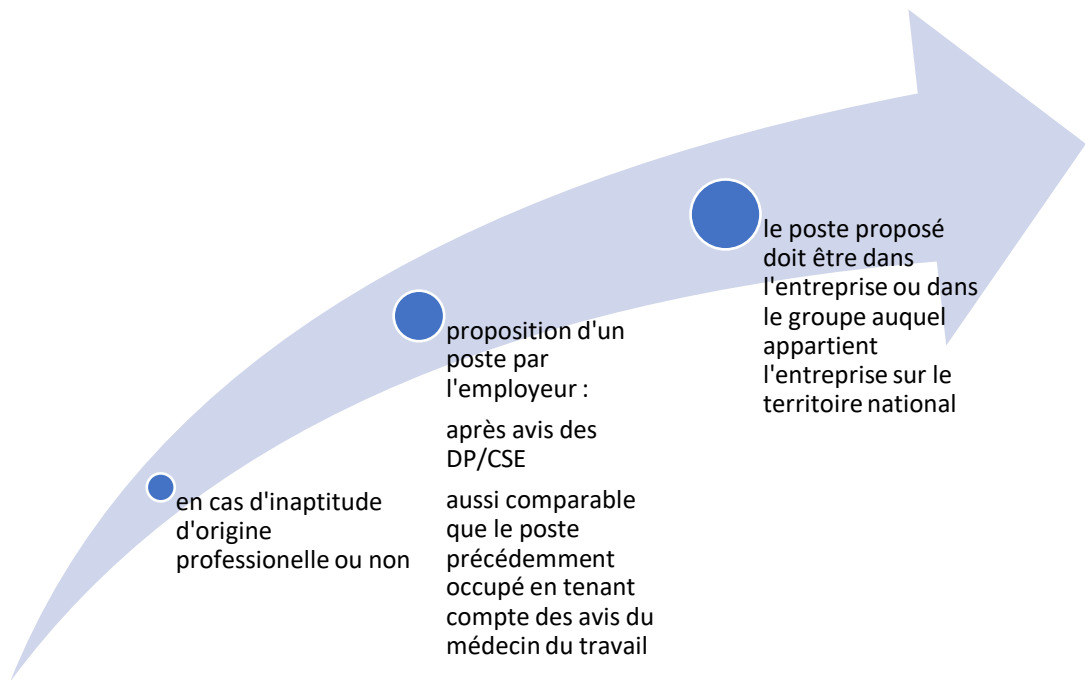 en cas d'inaptitude
d'origine
professionelle ou non
proposition d'un
poste par
l'employeur :
après avis des
DP/CSE
aussi comparable
que le poste
précédemment
occupé en tenant
compte des avis du
médecin du travail
le poste proposé
doit être dans
l'entreprise ou dans
le groupe auquel
appartient
l'entreprise sur le
territoire national